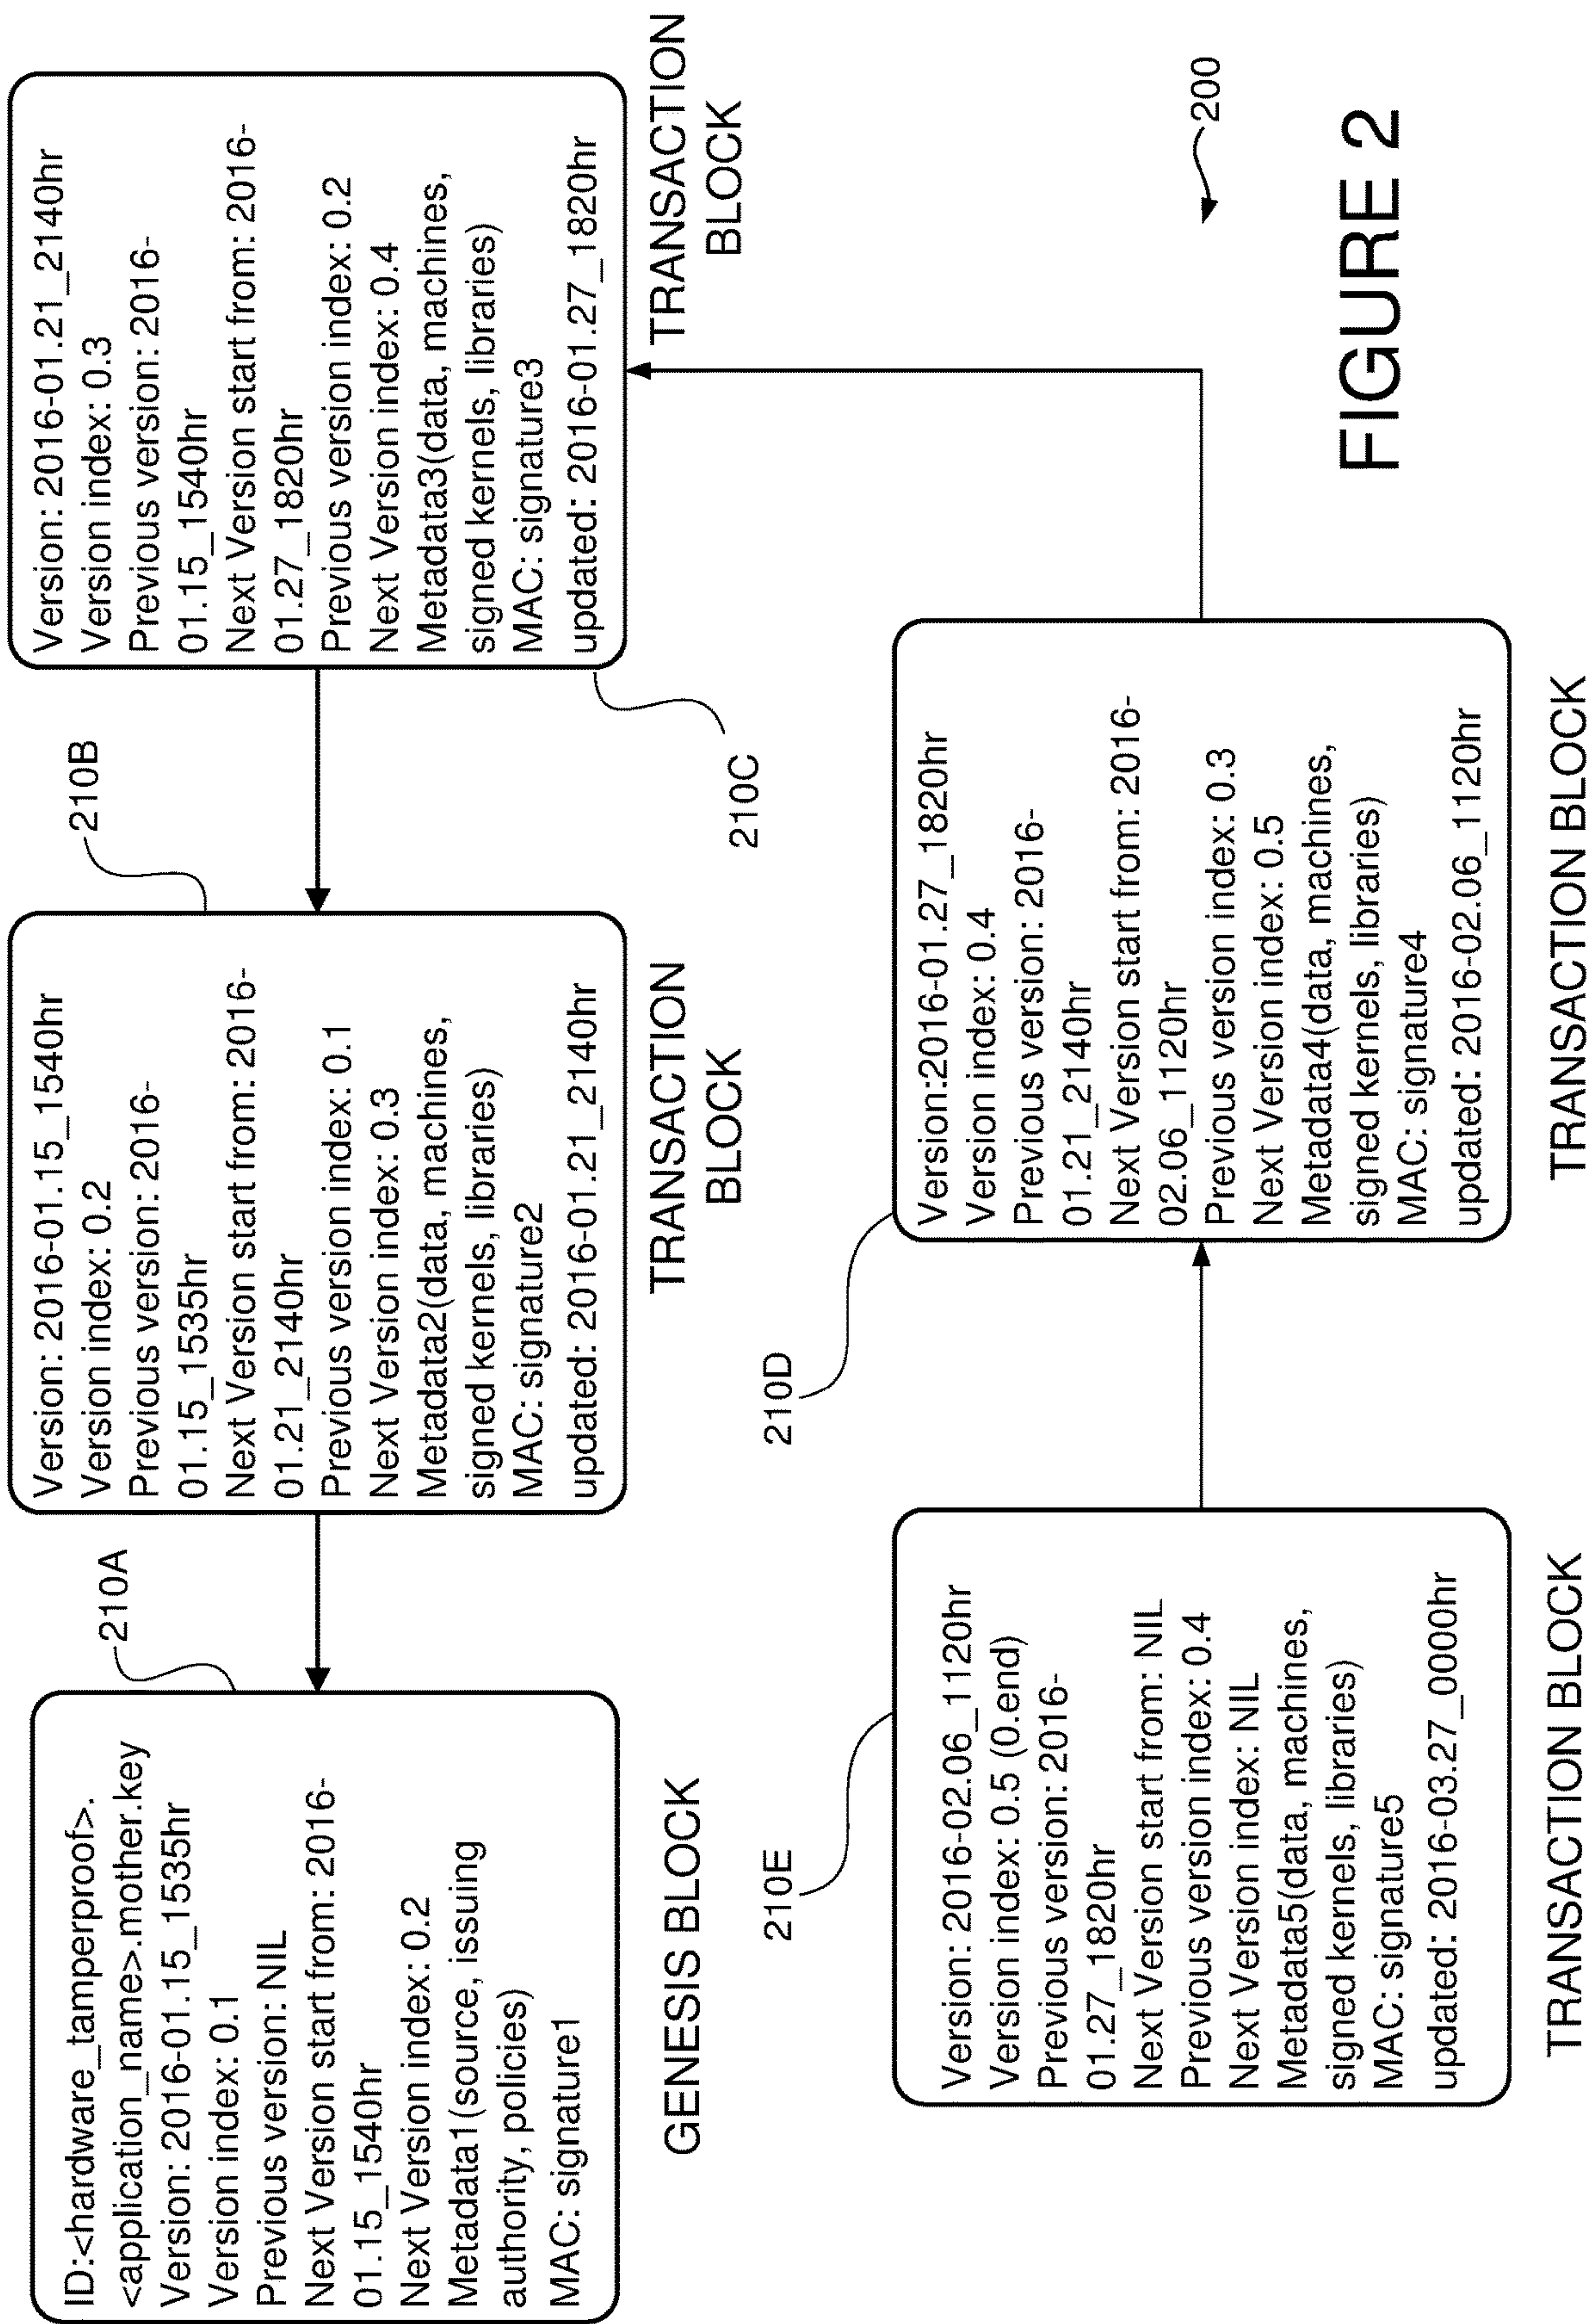 210A
ID:<hardware_tamperproof>.
<application_name>.mother.key
Version: 2016-01.15_1535hr
Version index: 0.1
Previous version: NIL
Next Version start from: 2016-
01.15_1540hr
Next Version index: 0.2
Metadata1(source, issuing
authority, policies)
MAC: signature1
GENESIS BLOCK
210B
Version: 2016-01.15_1540hr
Version index: 0.2
Previous version: 2016-
01.15_1535hr
Next Version start from: 2016-
01.21_2140hr
Previous version index: 0.1
Next Version index: 0.3
Metadata2(data, machines,
signed kernels, libraries)
MAC: signature2
updated: 2016-01.21_2140hr
TRANSACTION
BLOCK
Version: 2016-01.21_2140hr
Version index: 0.3
Previous version: 2016-
01.15_1540hr
Next Version start from: 2016-
01.27_1820hr
Previous version index: 0.2
Next Version index: 0.4
Metadata3(data, machines,
signed kernels, libraries)
MAC: signature3
updated: 2016-01.27_1820hr
210C
TRANSACTION
BLOCK
210E
Version: 2016-02.06_1120hr
Version index: 0.5 (0.end)
Previous version: 2016-
01.27_1820hr
Next Version start from: NIL
Previous version index: 0.4
Next Version index: NIL
Metadata5(data, machines,
signed kernels, libraries)
MAC: signature5
updated: 2016-03.27_0000hr
TRANSACTION BLOCK
210D
Version:2016-01.27_1820hr
Version index: 0.4
Previous version: 2016-
01.21_2140hr
Next Version start from: 2016-
02.06_1120hr
Previous version index: 0.3
Next Version index: 0.5
Metadata4(data, machines,
signed kernels, libraries)
MAC: signature4
updated: 2016-02.06_1120hr
TRANSACTION BLOCK
200
FIGURE 2